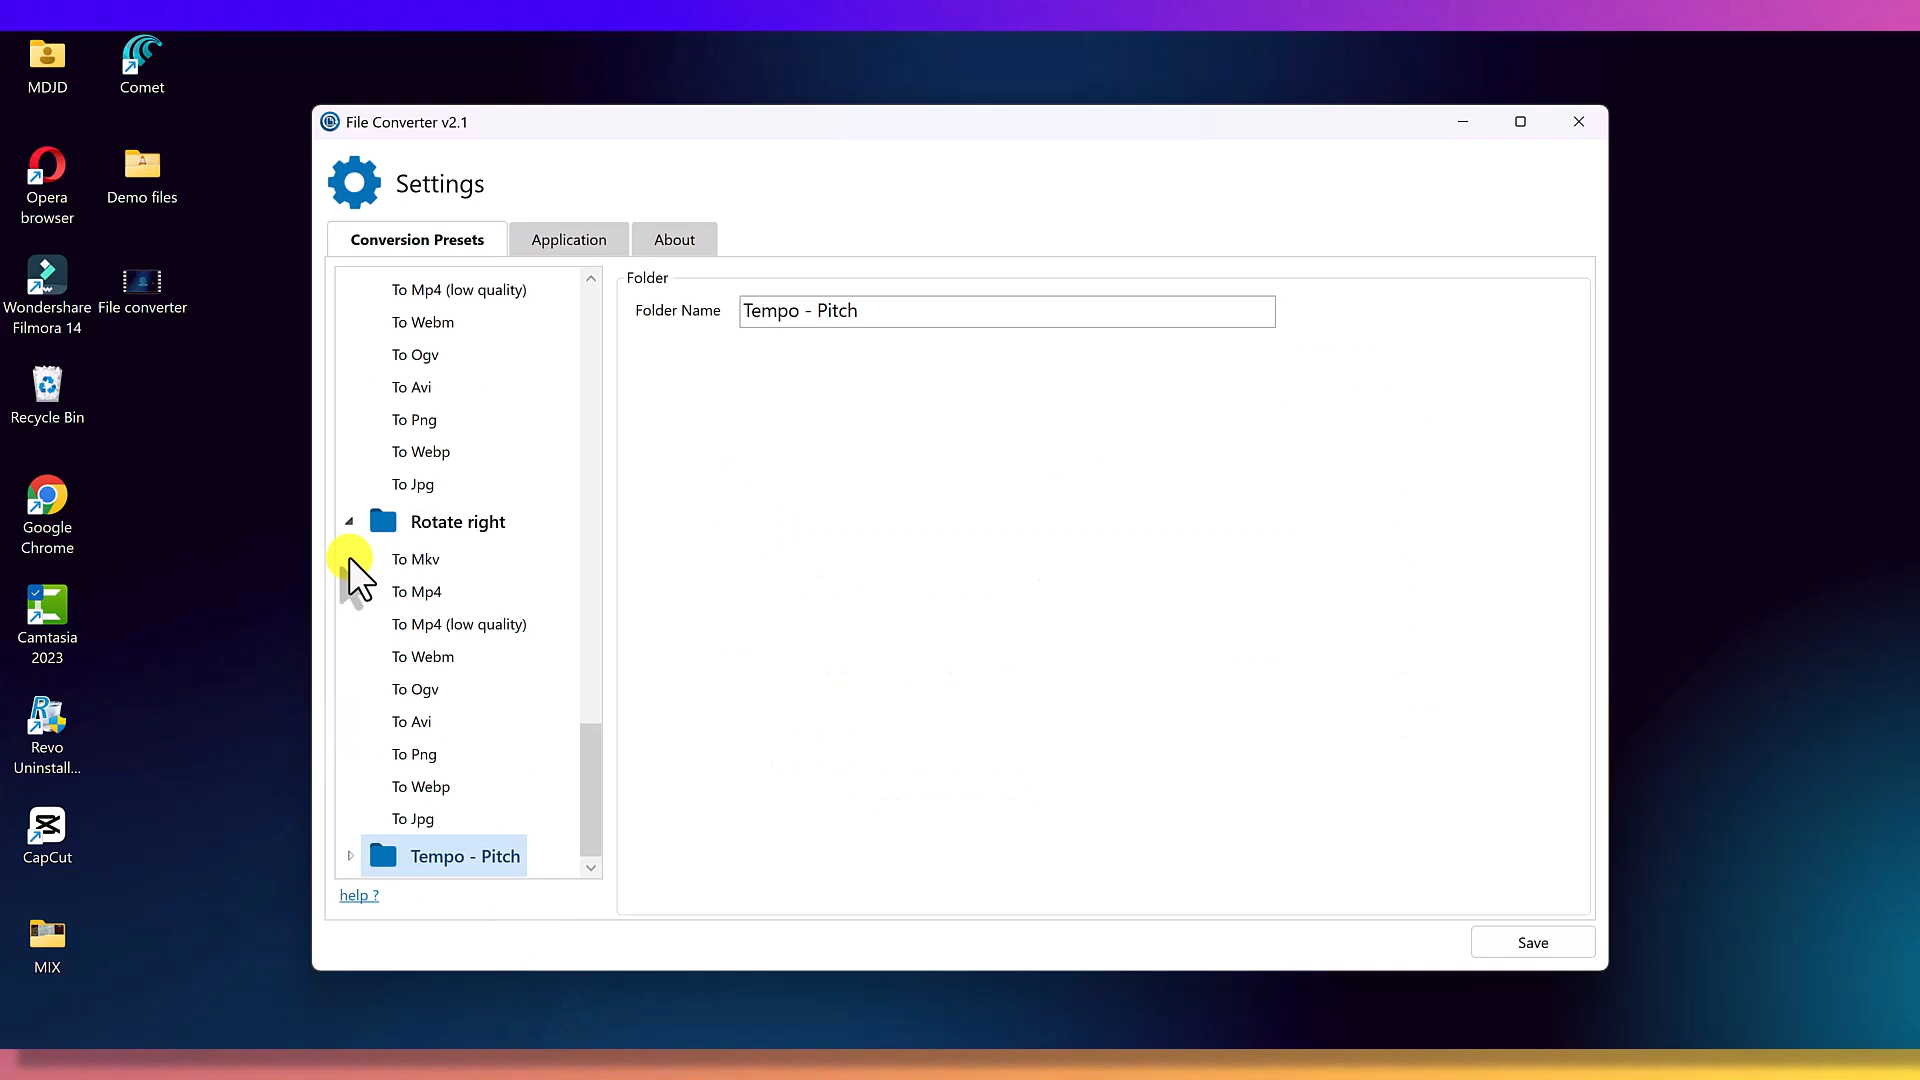 MDJD
Comet
Opera
browser
Demo files
Wondershare
Filmora 14
File converter
Recycle Bin
Google
Chrome
Camtasia
2023
Revo
Uninstall...
CapCut
MIX
File Converter v2.1
Settings
Conversion Presets
Application
About
To Mp4 (low quality)
To Webm
To Ogv
To Avi
To Png
To Webp
To Jpg
Rotate right
To Mkv
To Mp4
To Mp4 (low quality)
To Webm
To Ogv
To Avi
To Png
To Webp
To Jpg
Tempo - Pitch
help ?
Folder
Folder Name
Tempo - Pitch
Save